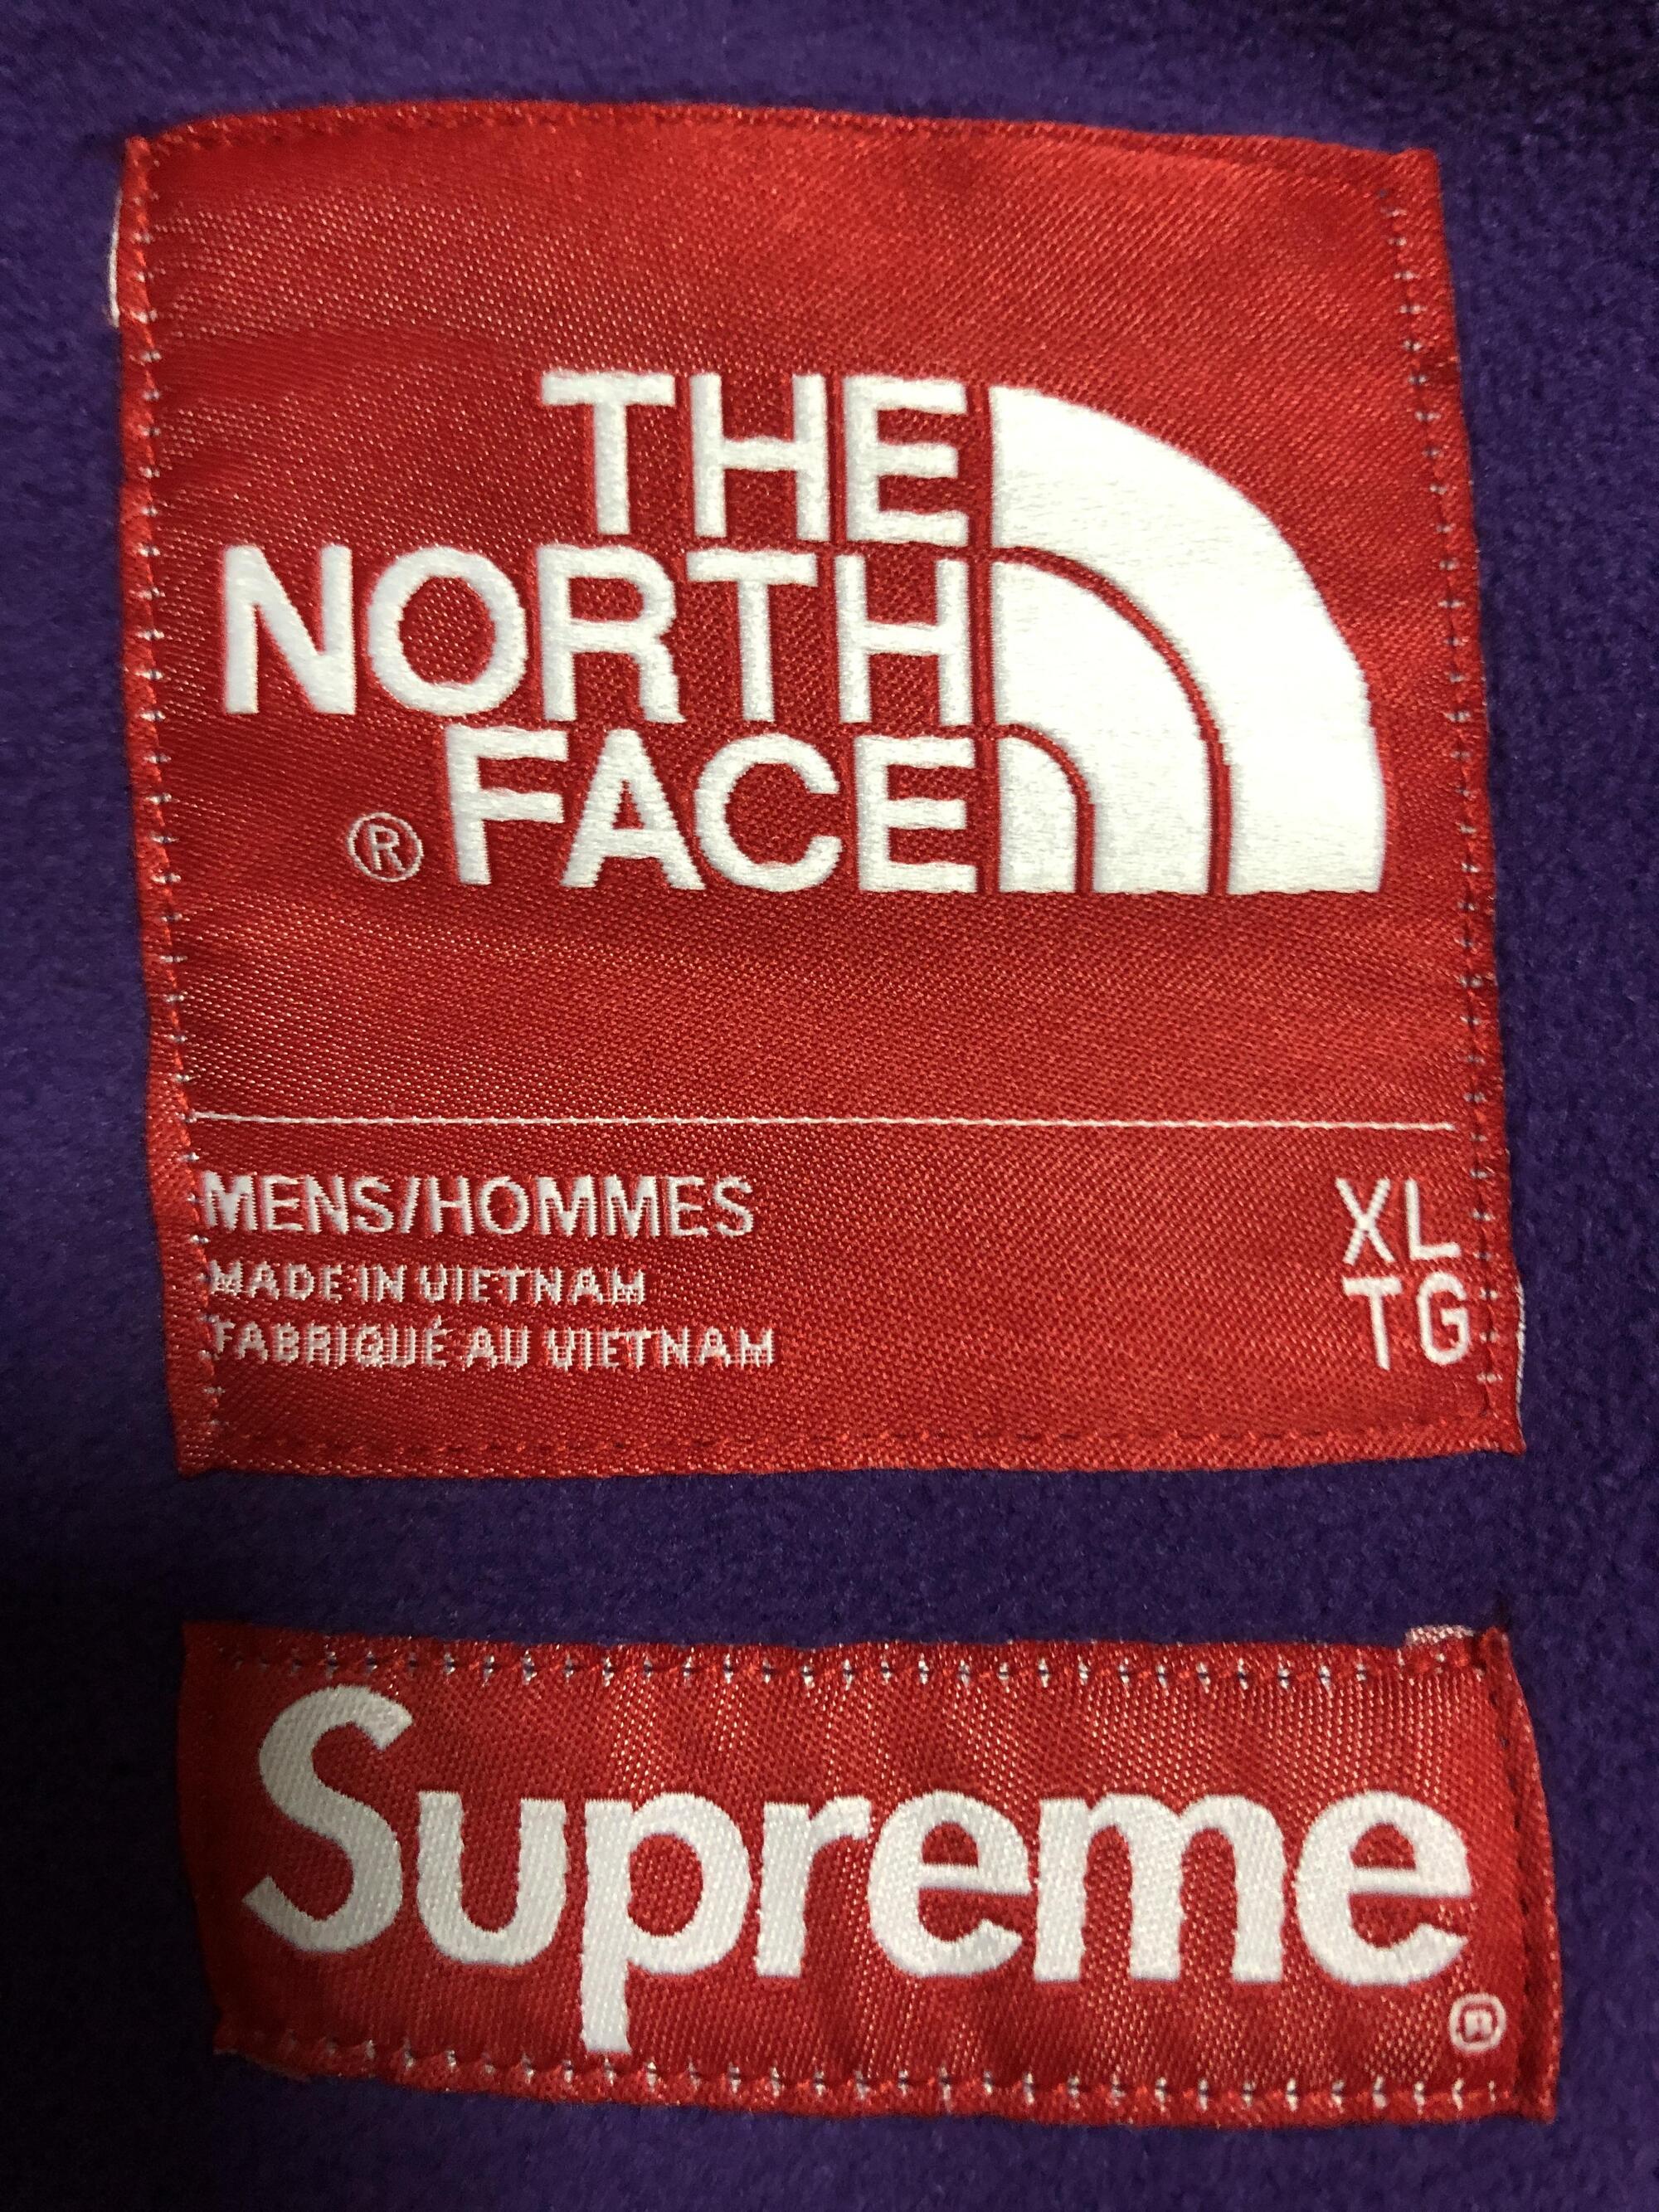 THE
NORTH
® FACE
MENS/HOMMES XL
MADE IN VIETNAM TG
FABRIQUÉ AU VIETNAM
Supreme
®